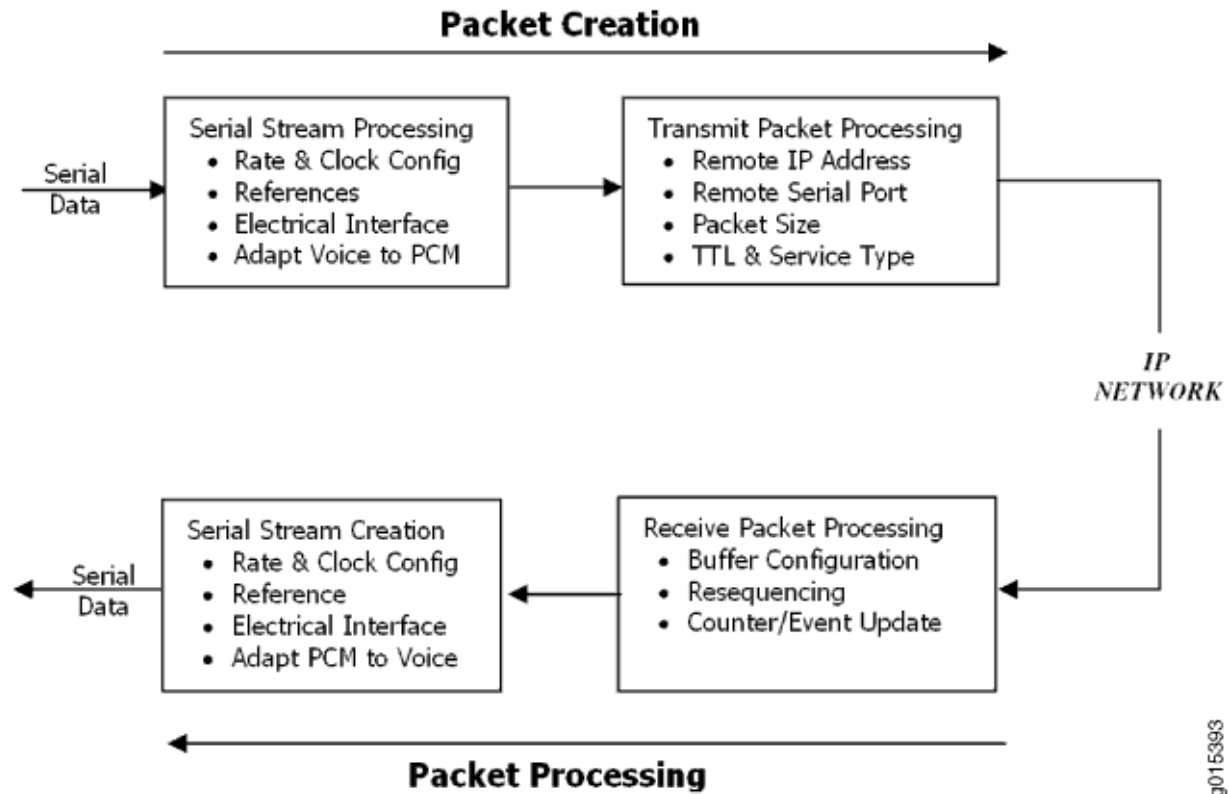 Packet Creation
Serial
Data
Serial Stream Processing
• Rate & Clock Config
• References
• Electrical Interface
• Adapt Voice to PCM
Transmit Packet Processing
• Remote IP Address
• Remote Serial Port
• Packet Size
• TTL & Service Type
IP
NETWORK
Receive Packet Processing
• Buffer Configuration
• Resequencing
• Counter/Event Update
Serial Stream Creation
• Rate & Clock Config
• Reference
• Electrical Interface
• Adapt PCM to Voice
Serial
Data
Packet Processing
g015393